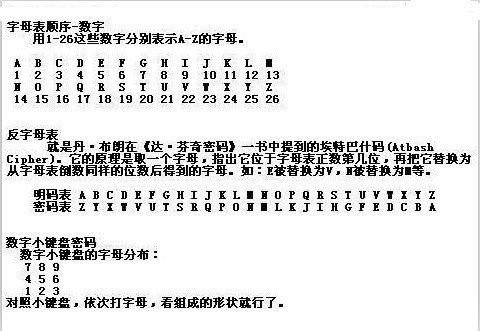 字母表顺序-数字
用1-26这些数字分别表示A-Z的字母。
A B C D E F G H I J K L M
1 2 3 4 5 6 7 8 9 10 11 12 13
N O P Q R S T U V W X Y Z
14 15 16 17 18 19 20 21 22 23 24 25 26
反字母表
就是丹·布朗在《达·芬奇密码》一书中提到的埃特巴什码(Atbash
Cipher)。它的原理是取一个字母，指出它位于字母表正数第几位，再把它替换为
从字母表倒数同样的位数后得到的字母。如：E被替换为V，N被替换为M等。
明码表 A B C D E F G H I J K L M N O P Q R S T U V W X Y Z
密码表 Z Y X W V U T S R Q P O N M L K J I H G F E D C B A
数字小键盘密码
数字小键盘的字母分布：
7 8 9
4 5 6
1 2 3
对照小键盘，依次打字母，看组成的形状就行了。